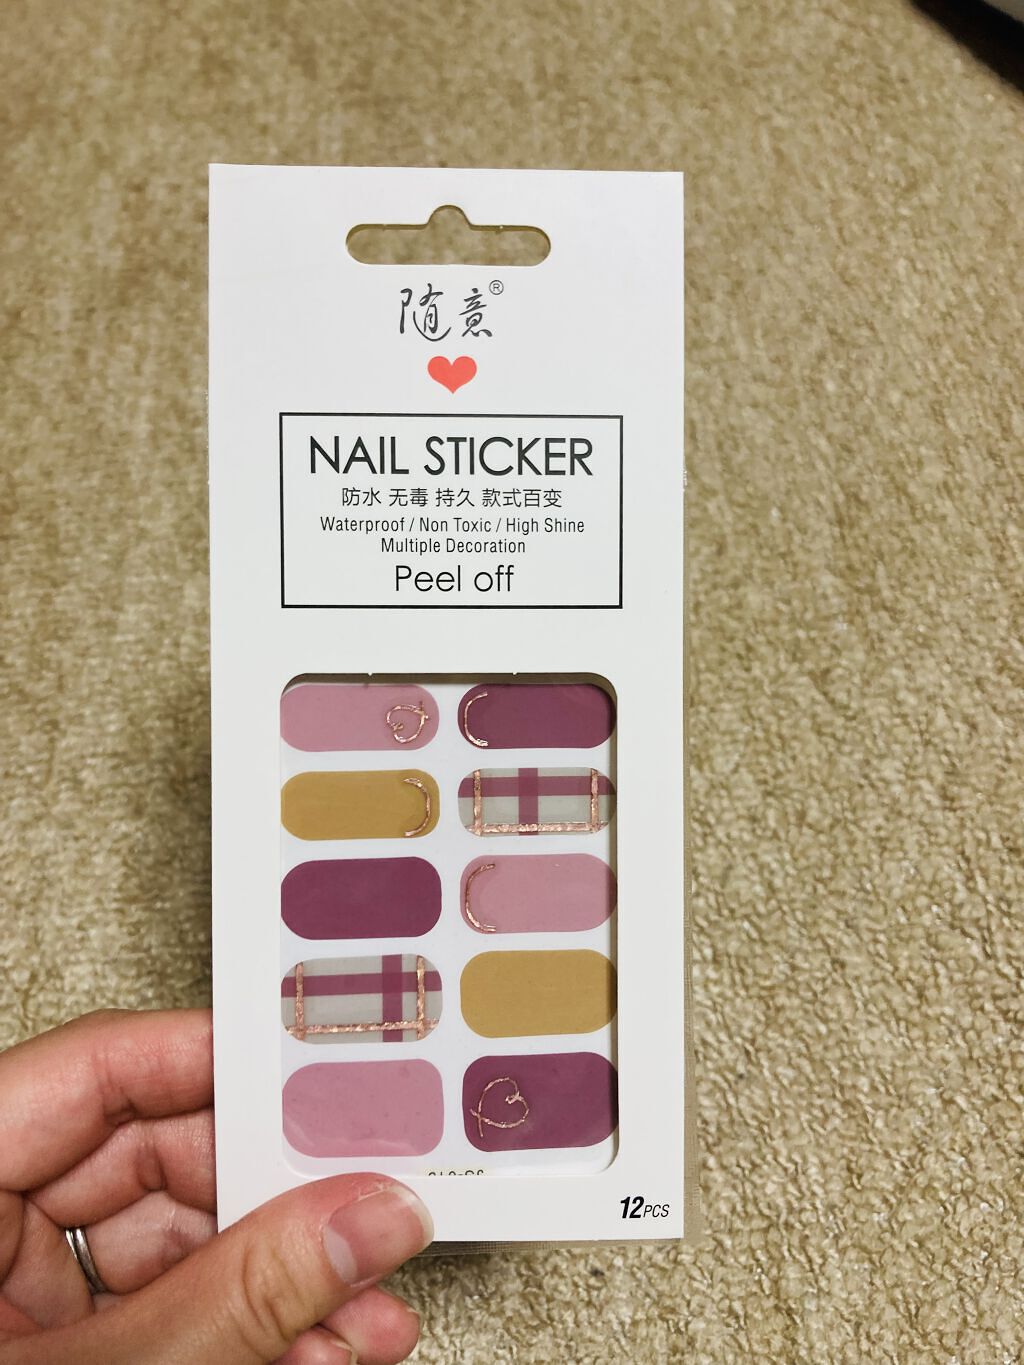 随意®
NAIL STICKER
防水 无毒 持久 款式百变
Waterproof / Non Toxic / High Shine
Multiple Decoration
Peel off
12PCS